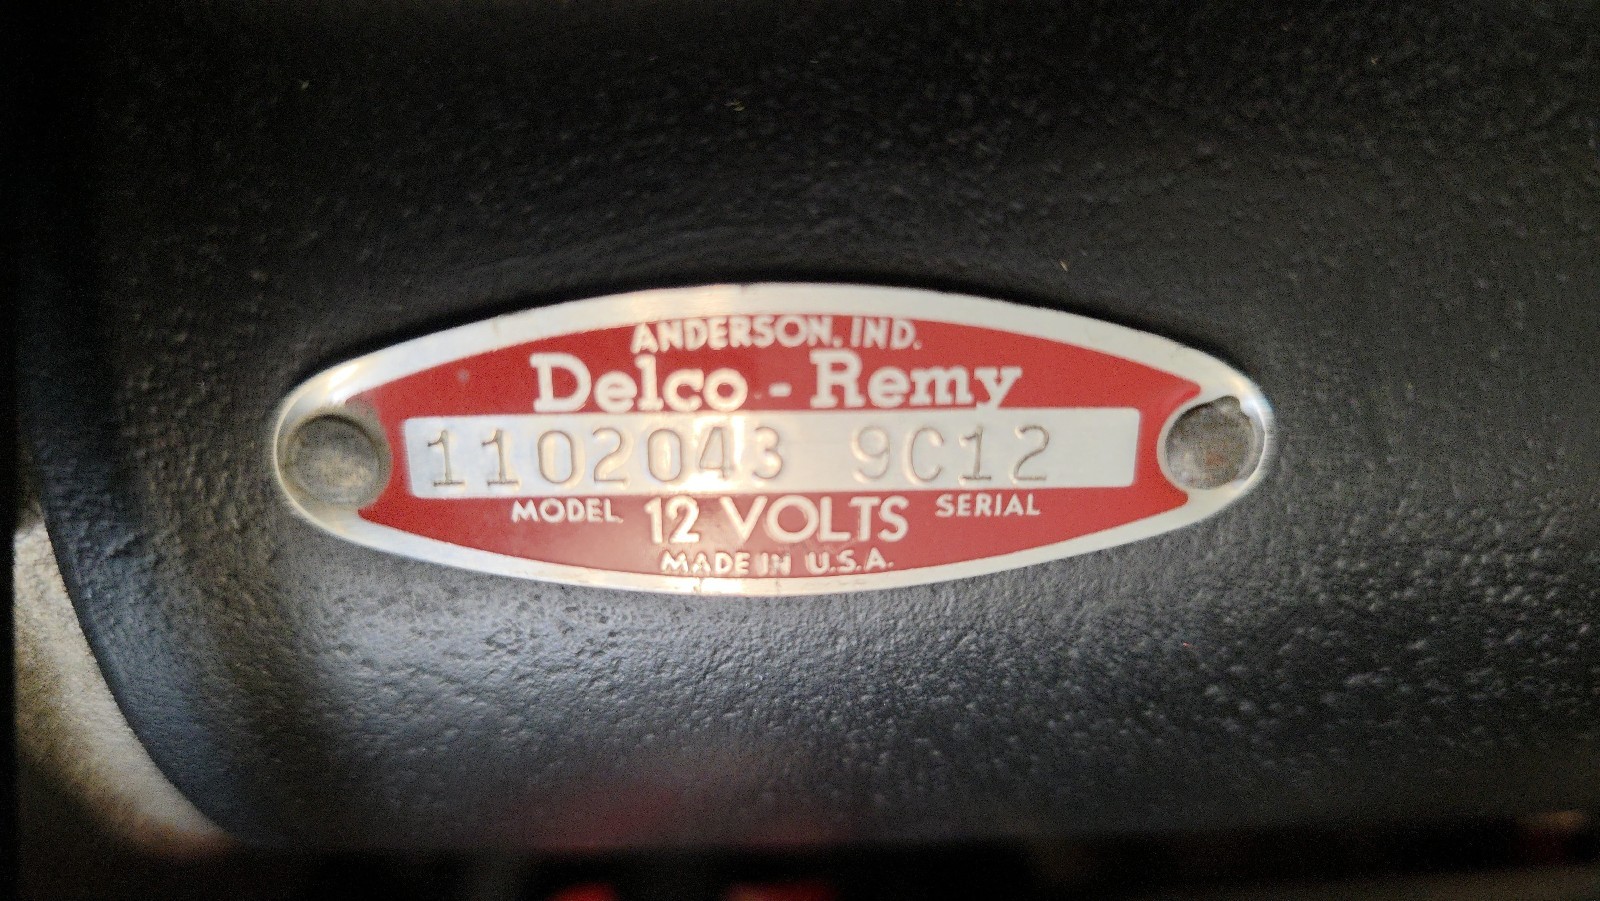 ANDERSON, IND.
Delco-Remy
1102043 9C12
MODEL 12 VOLTS SERIAL
MADE IN U.S.A.